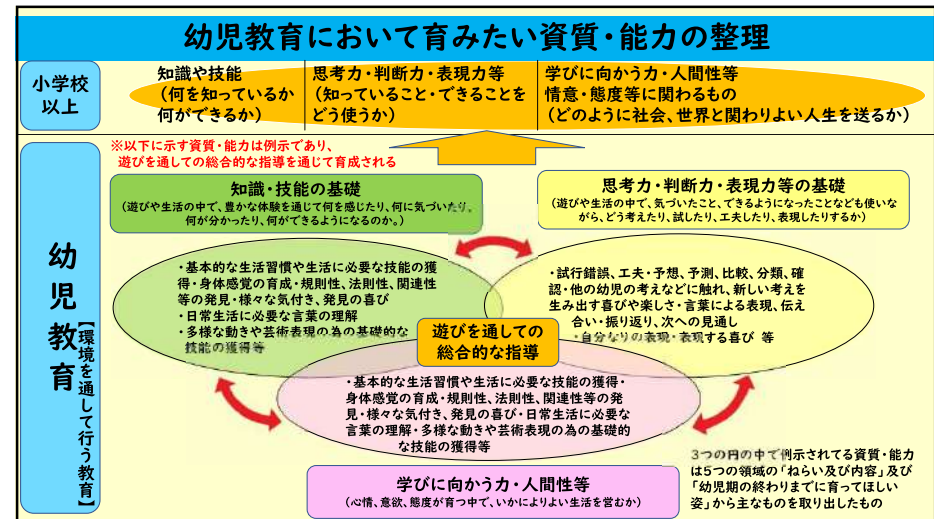 幼児教育において育みたい資質・能力の整理
小学校
以上
知識や技能
(何を知っているか
何ができるか)
思考力・判断力・表現力等
(知っていること・できることを
どう使うか)
学びに向かう力・人間性等
情意・態度等に関わるもの
(どのように社会、世界と関わりよい人生を送るか)
※以下に示す資質・能力は例示であり、
遊びを通しての総合的な指導を通じて育成される
幼児教育
【環境を通して行う教育】
知識・技能の基礎
(遊びや生活の中で、豊かな体験を通じて何を感じたり、何に気づいたり、
何が分かったり、何ができるようになるのか。)
思考力・判断力・表現力等の基礎
(遊びや生活の中で、気づいたこと、できるようになったことなども使いな
がら、どう考えたり、試したり、工夫したり、表現したりするか)
・基本的な生活習慣や生活に必要な技能の獲
得・身体感覚の育成・規則性、法則性、関連性
等の発見・様々な気付き、発見の喜び
・日常生活に必要な言葉の理解
・多様な動きや芸術表現の為の基礎的な
技能の獲得等
・試行錯誤、工夫・予想、予測、比較、分類、確
認・他の幼児の考えなどに触れ、新しい考えを
生み出す喜びや楽しさ・言葉による表現、伝え
合い・振り返り、次への見通し
・自分なりの表現・表現する喜び 等
遊びを通しての
総合的な指導
・基本的な生活習慣や生活に必要な技能の獲得・
身体感覚の育成・規則性、法則性、関連性等の発
見・様々な気付き、発見の喜び・日常生活に必要な
言葉の理解・多様な動きや芸術表現の為の基礎的
な技能の獲得等
学びに向かう力・人間性等
(心情、意欲、態度が育つ中で、いかによりよい生活を営むか)
3つの円の中で例示されてる資質・能力
は5つの領域の「ねらい及び内容」及び
「幼児期の終わりまでに育ってほしい
姿」から主なものを取り出したもの